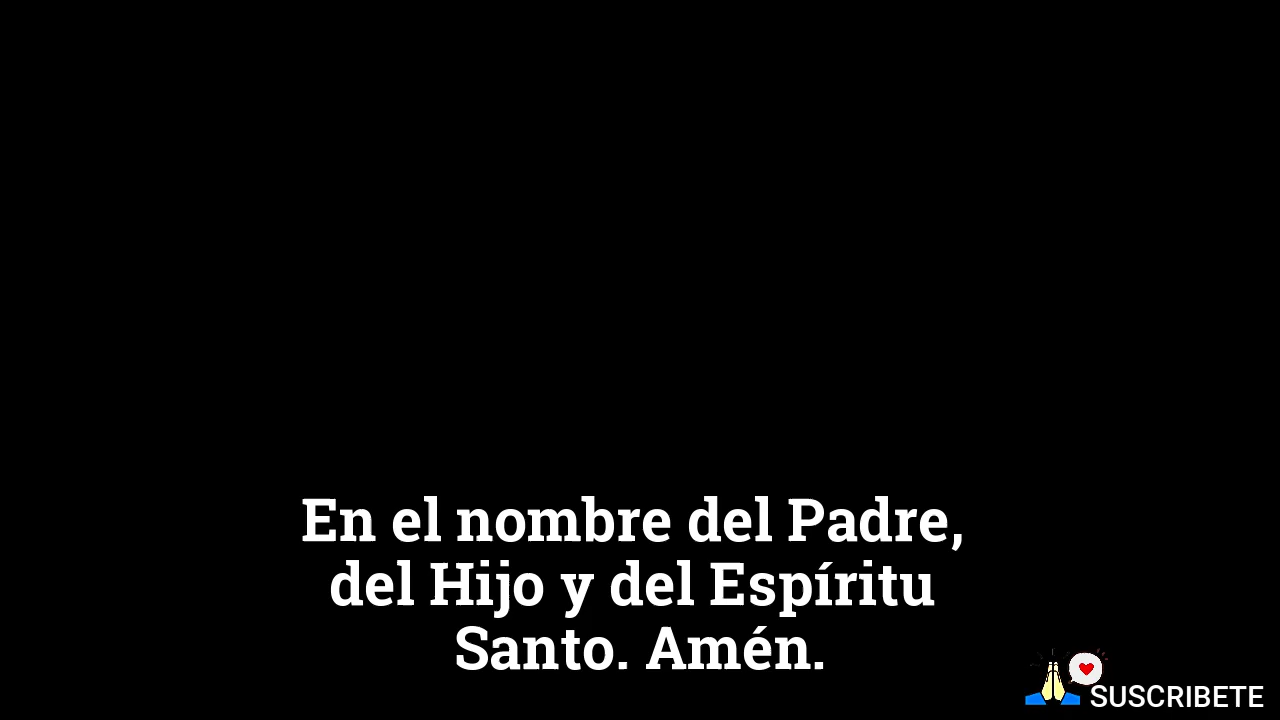 En el nombre del Padre,
del Hijo y del Espíritu
Santo. Amén.
SUSCRIBETE